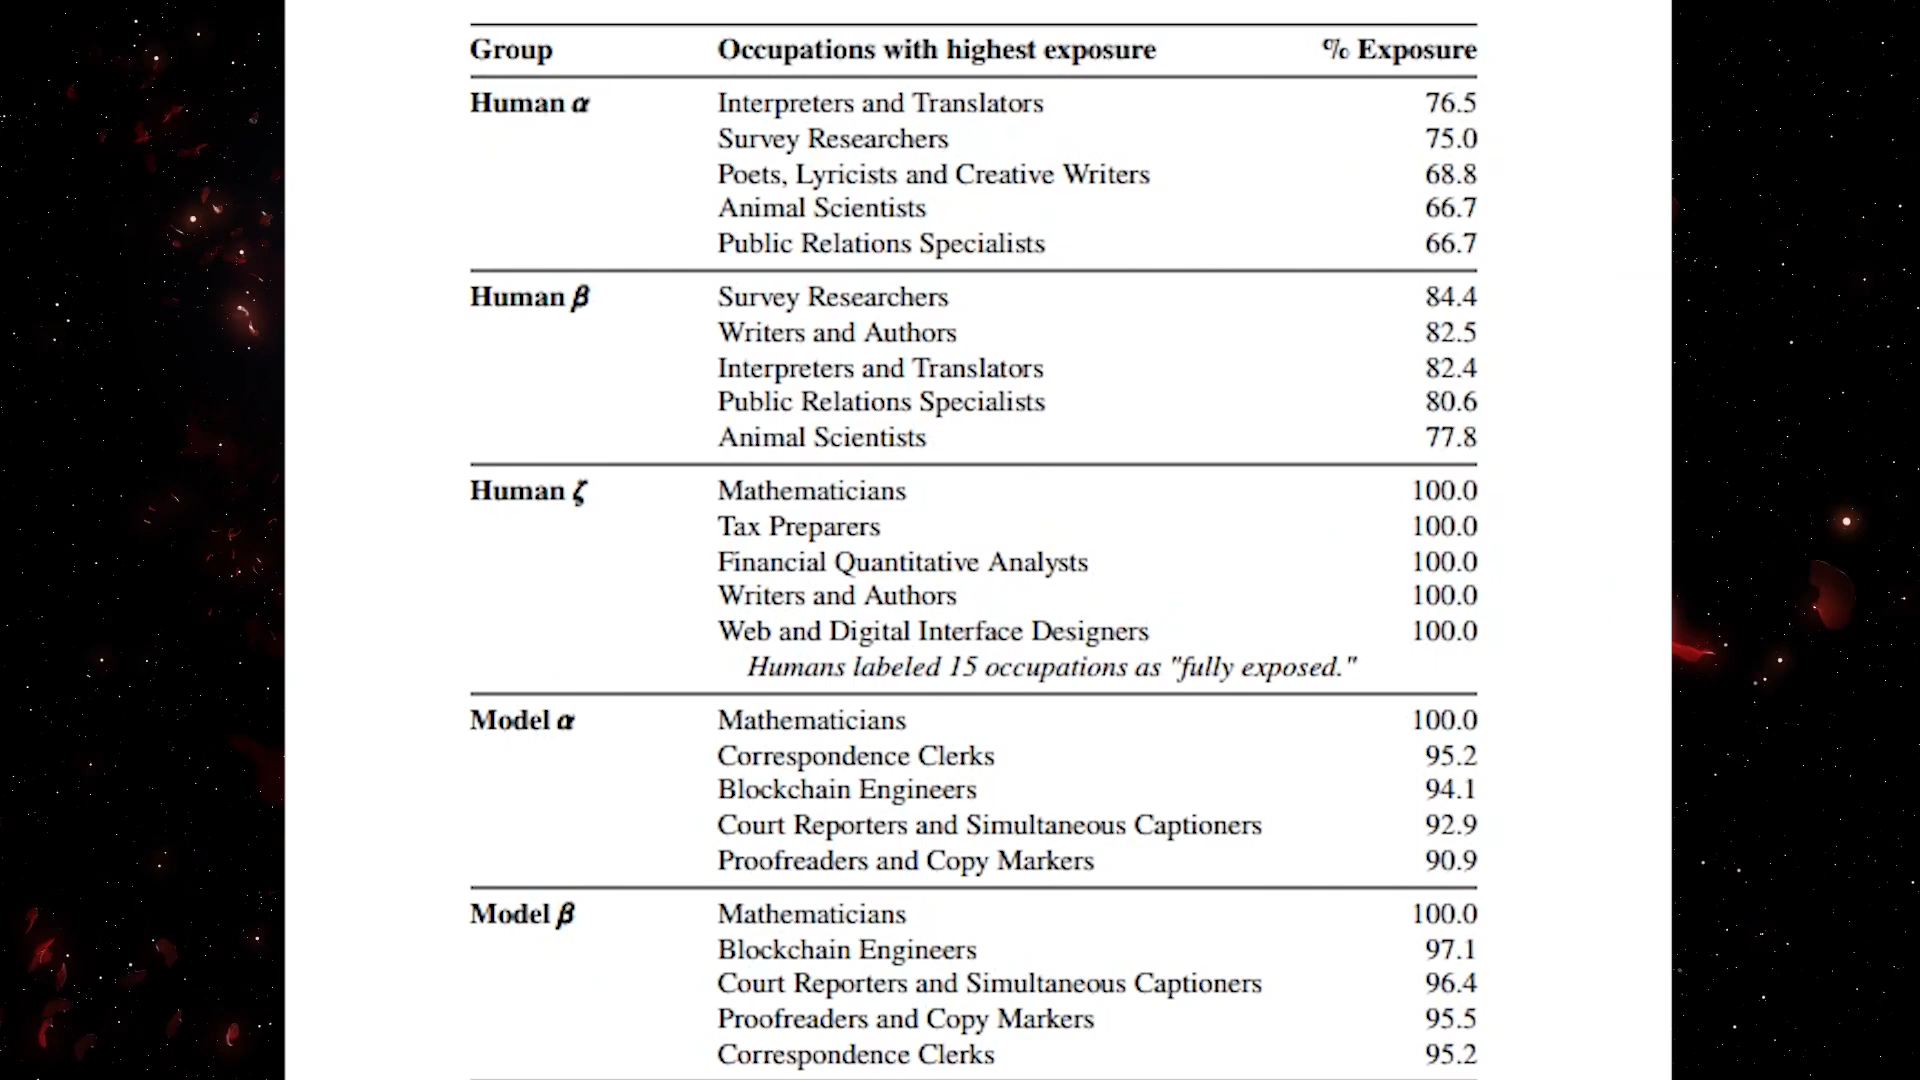 Group Occupations with highest exposure % Exposure
Human α Interpreters and Translators 76.5
Survey Researchers 75.0
Poets, Lyricists and Creative Writers 68.8
Animal Scientists 66.7
Public Relations Specialists 66.7
Human β Survey Researchers 84.4
Writers and Authors 82.5
Interpreters and Translators 82.4
Public Relations Specialists 80.6
Animal Scientists 77.8
Human ζ Mathematicians 100.0
Tax Preparers 100.0
Financial Quantitative Analysts 100.0
Writers and Authors 100.0
Web and Digital Interface Designers 100.0
Humans labeled 15 occupations as "fully exposed."
Model α Mathematicians 100.0
Correspondence Clerks 95.2
Blockchain Engineers 94.1
Court Reporters and Simultaneous Captioners 92.9
Proofreaders and Copy Markers 90.9
Model β Mathematicians 100.0
Blockchain Engineers 97.1
Court Reporters and Simultaneous Captioners 96.4
Proofreaders and Copy Markers 95.5
Correspondence Clerks 95.2